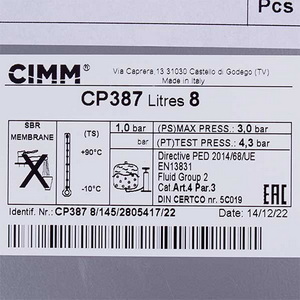 Pcs
CIMM®
Via Caprera,13 31030 Castello di Godego (TV)
Made in Italy
CP387 Litres 8
SBR
MEMBRANE
(TS)
+90°C
-10°C
1,0 bar
bar
(PS)MAX PRESS.: 3,0 bar
(PT)TEST PRESS.: 4,3 bar
Directive PED 2014/68/UE
EN13831
Fluid Group 2
Cat.Art.4 Par.3
DIN CERTCO nr. 5C019
EAC
Identif. Nr.: CP387 8/145/2805417/22
Date: 14/12/22